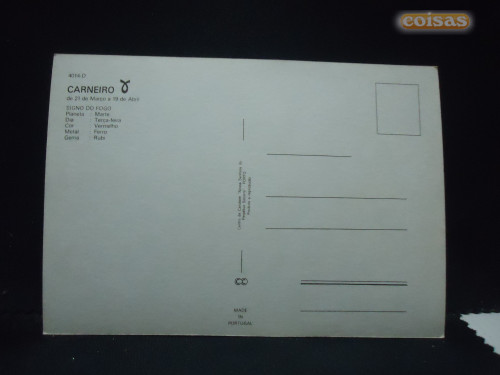 coisas
CARNEIRO
de 21 de Março a 19 de Abril
SIGNO DO FOGO
Planeta : Marte
Dia : Terça-feira
Cor : Vermelho
Metal : Ferro
Gema : Rubi
MADE
IN
PORTUGAL